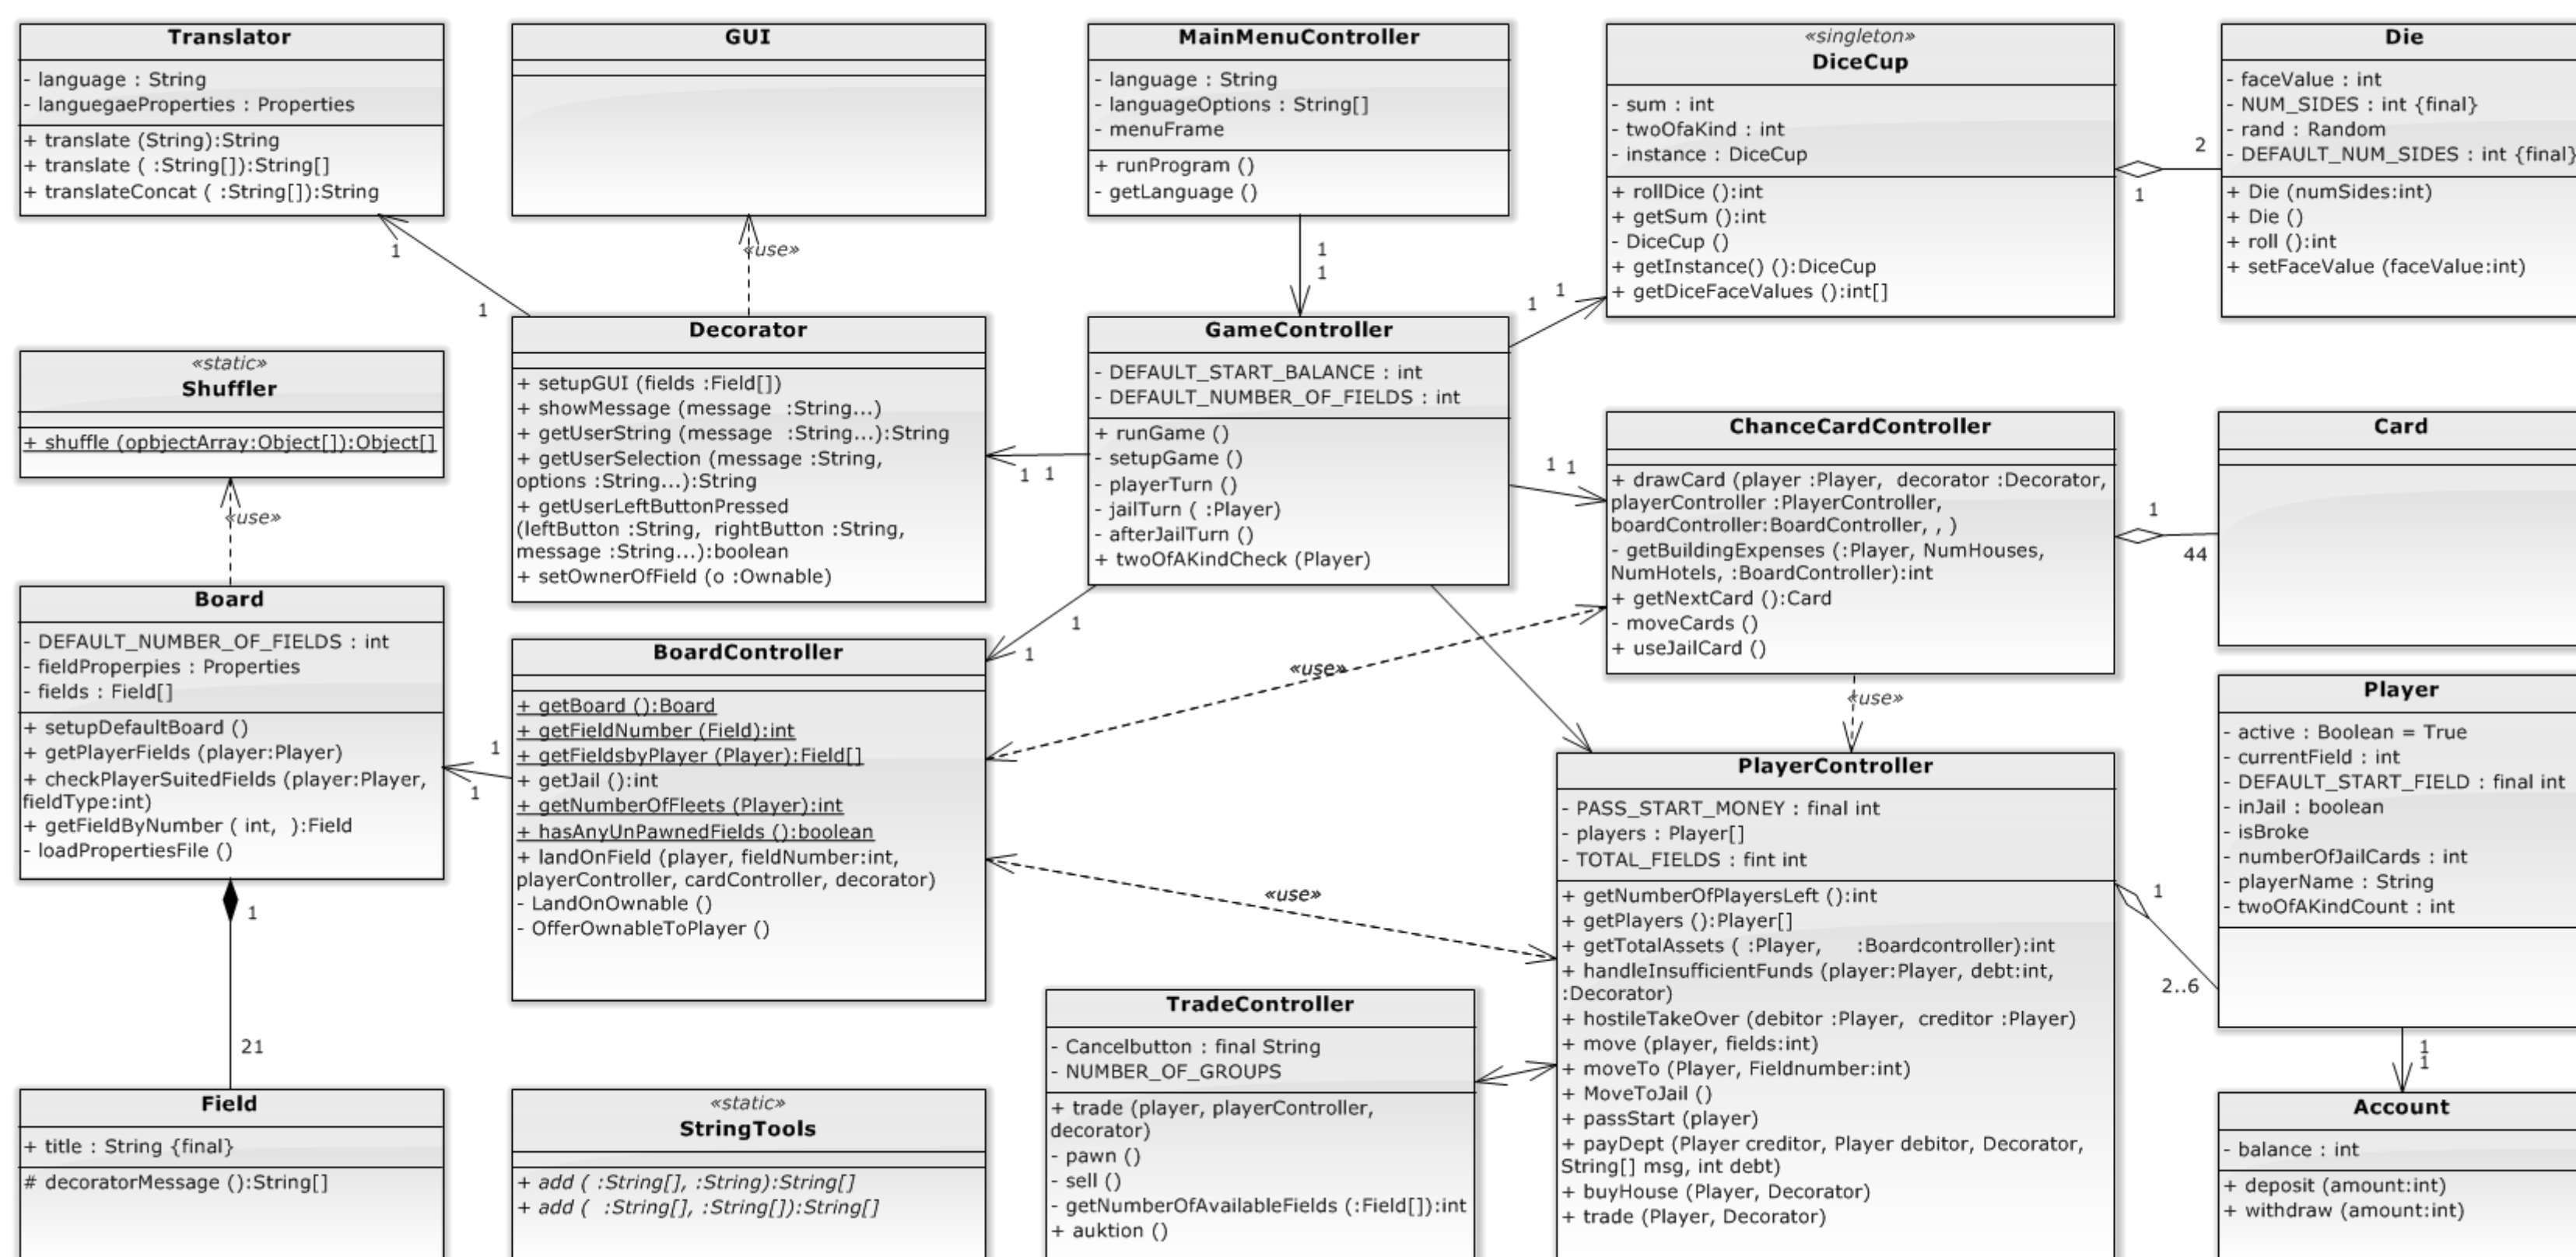 Translator
- language : String
- languegaeProperties : Properties
+ translate (String):String
+ translate ( :String[]):String[]
+ translateConcat ( :String[]):String
GUI
MainMenuController
- language : String
- languageOptions : String[]
- menuFrame
+ runProgram ()
- getLanguage ()
«singleton»
DiceCup
- sum : int
- twoOfaKind : int
- instance : DiceCup
+ rollDice ():int
+ getSum ():int
- DiceCup ()
+ getInstance() ():DiceCup
+ getDiceFaceValues ():int[]
2
1
Die
- faceValue : int
- NUM_SIDES : int {final}
- rand : Random
- DEFAULT_NUM_SIDES : int {final}
+ Die (numSides:int)
+ Die ()
+ roll ():int
+ setFaceValue (faceValue:int)
1
1
«use»
1
1
1
1
«static»
Shuffler
+ shuffle (opbjectArray:Object[]):Object[]
«use»
Decorator
+ setupGUI (fields :Field[])
+ showMessage (message :String...)
+ getUserString (message :String...):String
+ getUserSelection (message :String,
options :String...):String
+ getUserLeftButtonPressed
(leftButton :String, rightButton :String,
message :String...):boolean
+ setOwnerOfField (o :Ownable)
1 1
GameController
- DEFAULT_START_BALANCE : int
- DEFAULT_NUMBER_OF_FIELDS : int
+ runGame ()
- setupGame ()
- playerTurn ()
- jailTurn ( :Player)
- afterJailTurn ()
+ twoOfAKindCheck (Player)
1 1
ChanceCardController
+ drawCard (player :Player, decorator :Decorator,
playerController :PlayerController,
boardController:BoardController, , )
- getBuildingExpenses (:Player, NumHouses,
NumHotels, :BoardController):int
+ getNextCard ():Card
- moveCards ()
+ useJailCard ()
1
44
Card
Board
- DEFAULT_NUMBER_OF_FIELDS : int
- fieldProperpies : Properties
- fields : Field[]
+ setupDefaultBoard ()
+ getPlayerFields (player:Player)
+ checkPlayerSuitedFields (player:Player,
fieldType:int)
+ getFieldByNumber ( int, ):Field
- loadPropertiesFile ()
1
1
BoardController
+ getBoard ():Board
+ getFieldNumber (Field):int
+ getFieldsbyPlayer (Player):Field[]
+ getJail ():int
+ getNumberOfFleets (Player):int
+ hasAnyUnPawnedFields ():boolean
+ landOnField (player, fieldNumber:int,
playerController, cardController, decorator)
- LandOnOwnable ()
- OfferOwnableToPlayer ()
1
1
«use»
«use»
«use»
PlayerController
- PASS_START_MONEY : final int
- players : Player[]
- TOTAL_FIELDS : fint int
+ getNumberOfPlayersLeft ():int
+ getPlayers ():Player[]
+ getTotalAssets ( :Player, :Boardcontroller):int
+ handleInsufficientFunds (player:Player, debt:int,
:Decorator)
+ hostileTakeOver (debitor :Player, creditor :Player)
+ move (player, fields:int)
+ moveTo (Player, Fieldnumber:int)
+ MoveToJail ()
+ passStart (player)
+ payDept (Player creditor, Player debitor, Decorator,
String[] msg, int debt)
+ buyHouse (Player, Decorator)
+ trade (Player, Decorator)
1
2..6
Player
- active : Boolean = True
- currentField : int
- DEFAULT_START_FIELD : final int
- inJail : boolean
- isBroke
- numberOfJailCards : int
- playerName : String
- twoOfAKindCount : int
1
1
1
21
Field
+ title : String {final}
# decoratorMessage ():String[]
«static»
StringTools
+ add ( :String[], :String):String[]
+ add ( :String[], :String[]):String[]
TradeController
- Cancelbutton : final String
- NUMBER_OF_GROUPS
+ trade (player, playerController,
decorator)
- pawn ()
- sell ()
- getNumberOfAvailableFields (:Field[]):int
+ auktion ()
Account
- balance : int
+ deposit (amount:int)
+ withdraw (amount:int)